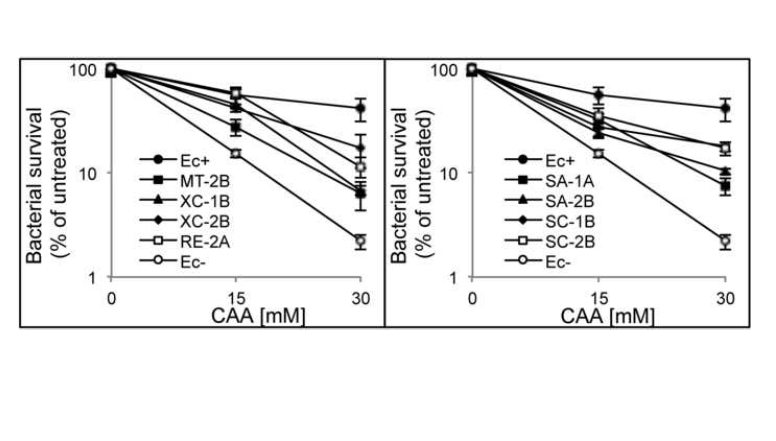 Bacterial survival
(% of untreated)
100
10
1
Ec+
MT-2B
XC-1B
XC-2B
RE-2A
Ec-
0 15 30
CAA [mM]
Bacterial survival
(% of untreated)
100
10
1
Ec+
SA-1A
SA-2B
SC-1B
SC-2B
Ec-
0 15 30
CAA [mM]